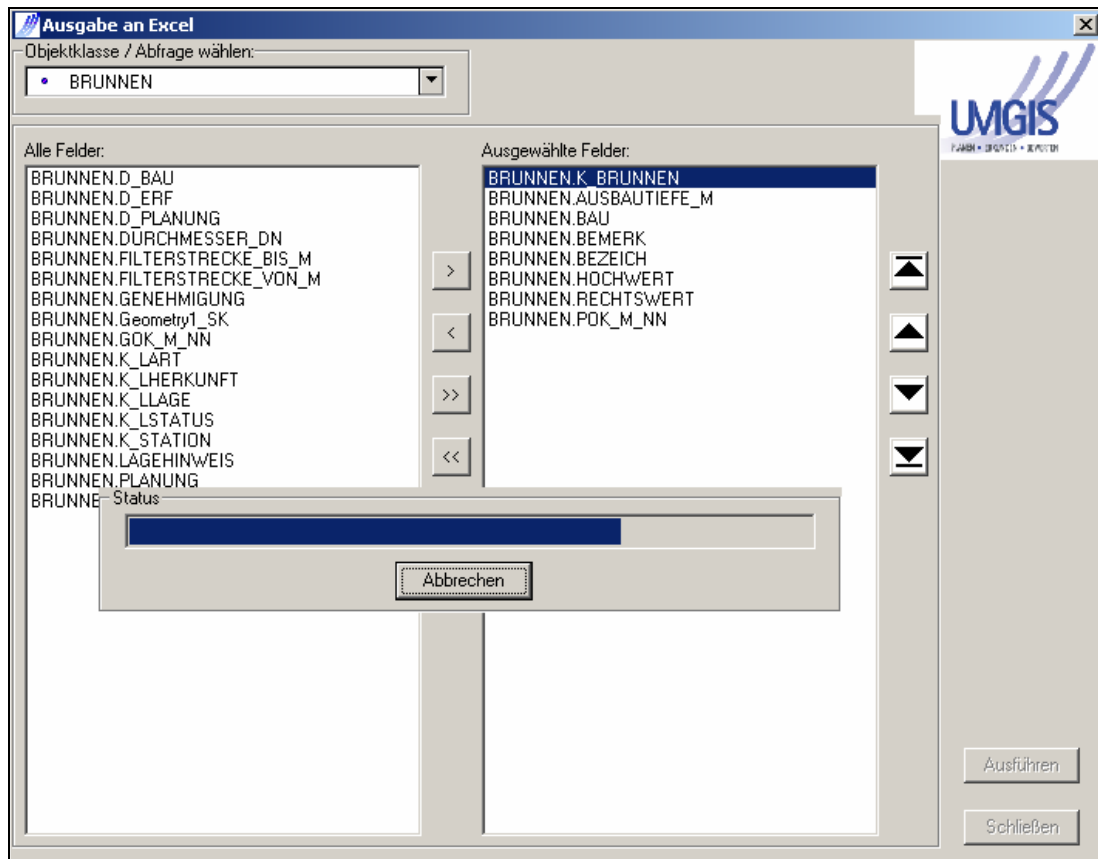 Ausgabe an Excel
Objektklasse / Abfrage wählen:
BRUNNEN
UMGIS
Alle Felder:
BRUNNEN.D_BAU
BRUNNEN.D_ERF
BRUNNEN.D_PLANUNG
BRUNNEN.DURCHMESSER_DN
BRUNNEN.FILTERSTRECKE_BIS_M
BRUNNEN.FILTERSTRECKE_VON_M
BRUNNEN.GENEHMIGUNG
BRUNNEN.Geometry1_SK
BRUNNEN.GOK_M_NN
BRUNNEN.K_LART
BRUNNEN.K_LHERKUNFT
BRUNNEN.K_LLAGE
BRUNNEN.K_LSTATUS
BRUNNEN.K_STATION
BRUNNEN.LAGEHINWEIS
BRUNNEN.PLANUNG
BRUNNE
>
<
>>
<<
Ausgewählte Felder:
BRUNNEN.K_BRUNNEN
BRUNNEN.AUSBAUTIEFE_M
BRUNNEN.BAU
BRUNNEN.BEMERK
BRUNNEN.BEZEICH
BRUNNEN.HOCHWERT
BRUNNEN.RECHTSWERT
BRUNNEN.POK_M_NN
Status
Abbrechen
Ausführen
Schließen